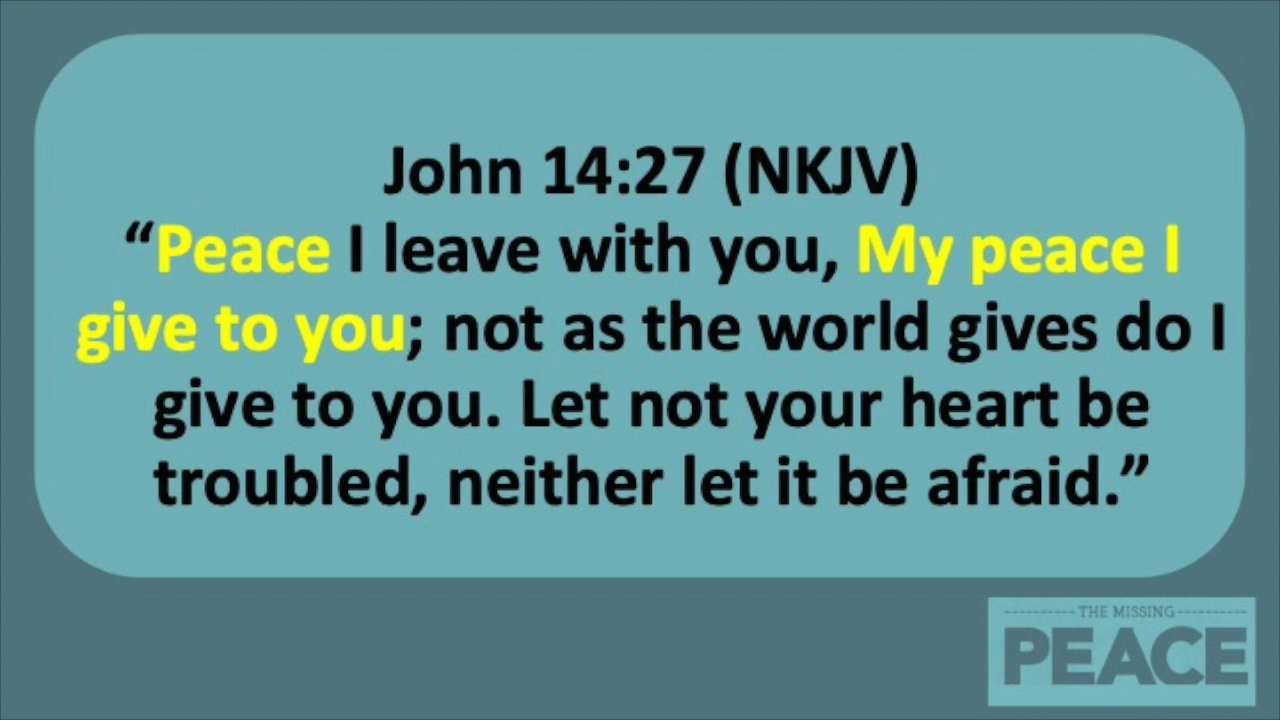 John 14:27 (NKJV)
“Peace I leave with you, My peace I
give to you; not as the world gives do I
give to you. Let not your heart be
troubled, neither let it be afraid.”
THE MISSING
PEACE